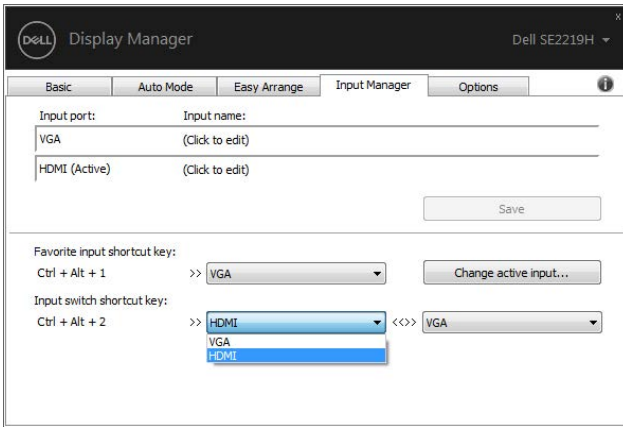 x
DELL Display Manager Dell SE2219H
Basic Auto Mode Easy Arrange Input Manager Options i
Input port: Input name:
VGA (Click to edit)
HDMI (Active) (Click to edit)
Save
Favorite input shortcut key:
Ctrl + Alt + 1 >> VGA Change active input...
Input switch shortcut key:
Ctrl + Alt + 2 >> HDMI <<>> VGA
VGA
HDMI